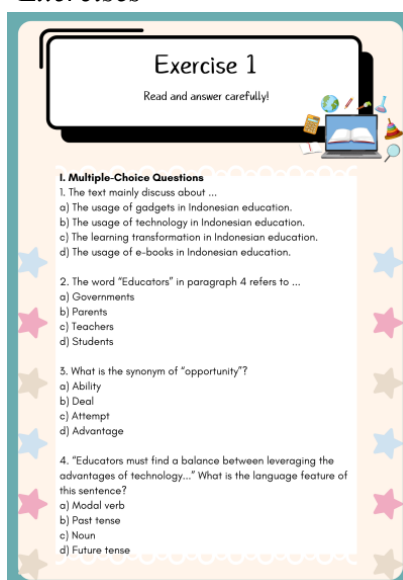 Exercise 1
Read and answer carefully!
I. Multiple-Choice Questions
1. The text mainly discuss about ...
a) The usage of gadgets in Indonesian education.
b) The usage of technology in Indonesian education.
c) The learning transformation in Indonesian education.
d) The usage of e-books in Indonesian education.
2. The word “Educators” in paragraph 4 refers to ...
a) Governments
b) Parents
c) Teachers
d) Students
3. What is the synonym of “opportunity”?
a) Ability
b) Deal
c) Attempt
d) Advantage
4. “Educators must find a balance between leveraging the
advantages of technology...” What is the language feature of
this sentence?
a) Modal verb
b) Past tense
c) Noun
d) Future tense